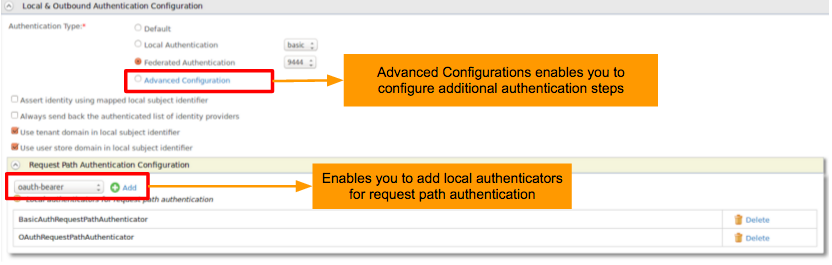 Local & Outbound Authentication Configuration
Authentication Type:*
Default
Local Authentication basic
Federated Authentication 9444
Advanced Configuration
Advanced Configurations enables you to
configure additional authentication steps
Assert identity using mapped local subject identifier
Always send back the authenticated list of identity providers
Use tenant domain in local subject identifier
Use user store domain in local subject identifier
Request Path Authentication Configuration
oauth-bearer Add
Enables you to add local authenticators
for request path authentication
Local authenticators for request path authentication
BasicAuthRequestPathAuthenticator Delete
OAuthRequestPathAuthenticator Delete